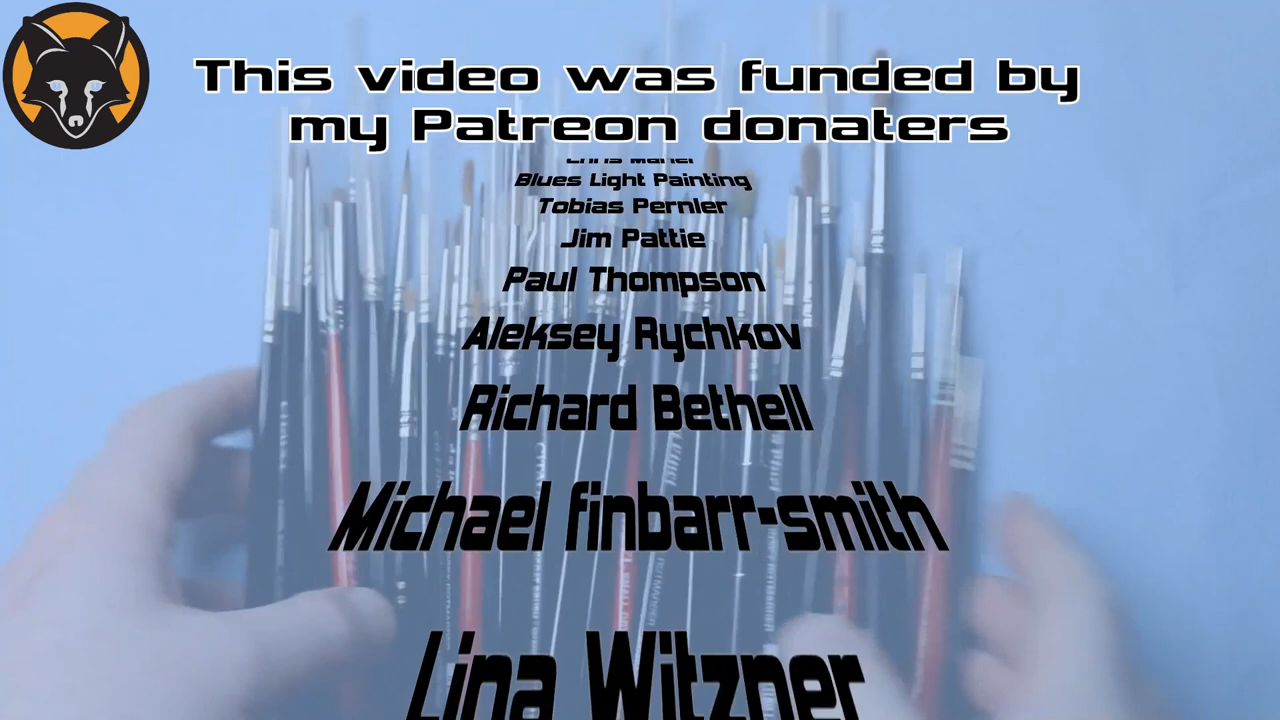 This video was funded by
my Patreon donaters
Blues Light Painting
Tobias Pernler
Jim Pattie
Paul Thompson
Aleksey Rychkov
Richard Bethell
Michael finbarr-smith
Lina Witzner